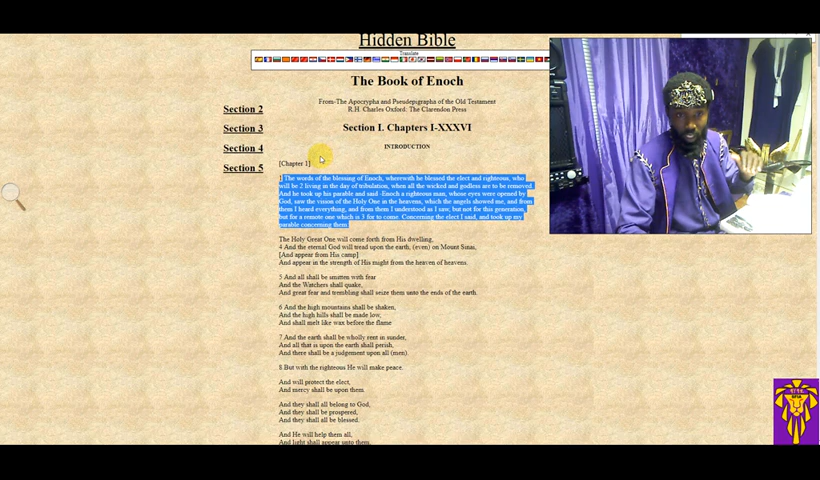 Hidden Bible
Translate
The Book of Enoch
From-The Apocrypha and Pseudepigrapha of the Old Testament
R.H. Charles Oxford: The Clarendon Press
Section I. Chapters I-XXXVI
INTRODUCTION
Section 2
Section 3
Section 4
Section 5
[Chapter 1]
1 The words of the blessing of Enoch, wherewith he blessed the elect and righteous, who
will be 2 living in the day of tribulation, when all the wicked and godless are to be removed.
And he took up his parable and said -Enoch a righteous man, whose eyes were opened by
God, saw the vision of the Holy One in the heavens, which the angels showed me, and from
them I heard everything, and from them I understood as I saw, but not for this generation,
but for a remote one which is 3 for to come. Concerning the elect I said, and took up my
parable concerning them:
The Holy Great One will come forth from His dwelling,
4 And the eternal God will tread upon the earth, (even) on Mount Sinai,
[And appear from His camp]
And appear in the strength of His might from the heaven of heavens.
5 And all shall be smitten with fear
And the Watchers shall quake,
And great fear and trembling shall seize them unto the ends of the earth.
6 And the high mountains shall be shaken,
And the high hills shall be made low,
And shall melt like wax before the flame
7 And the earth shall be wholly rent in sunder,
And all that is upon the earth shall perish,
And there shall be a judgement upon all (men).
8 But with the righteous He will make peace.
And will protect the elect,
And mercy shall be upon them.
And they shall all belong to God,
And they shall be prospered,
And they shall all be blessed.
And He will help them all,
And light shall appear unto them,